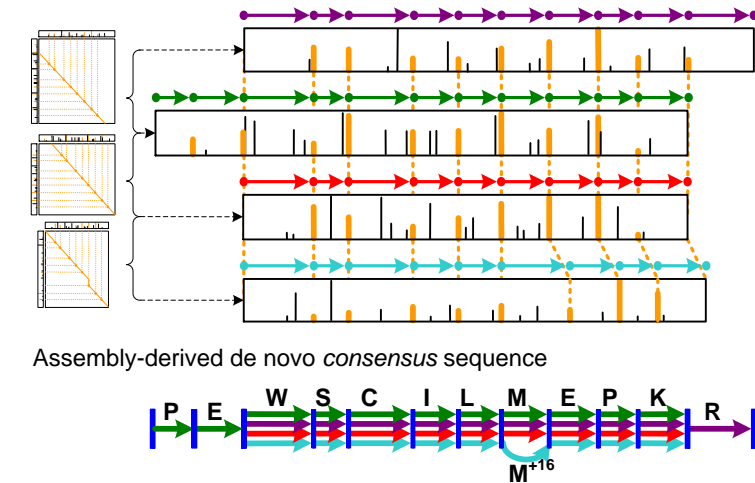 Assembly-derived de novo consensus sequence
P E W S C I L M E P K R
M+16